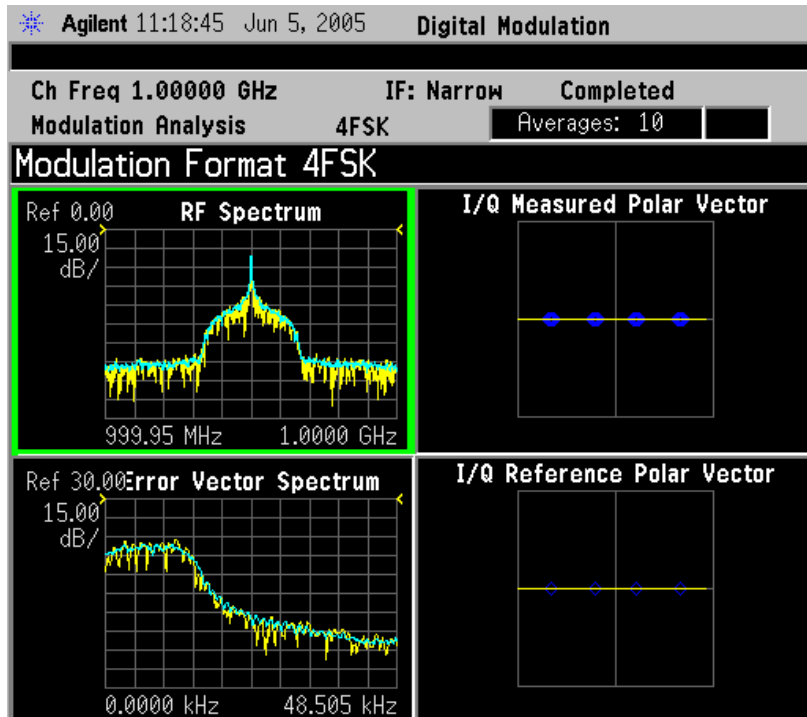 Agilent 11:18:45 Jun 5, 2005 Digital Modulation
Ch Freq 1.00000 GHz IF: Narrow Completed
Modulation Analysis 4FSK Averages: 10
Modulation Format 4FSK
Ref 0.00 RF Spectrum
15.00
dB/
999.95 MHz 1.0000 GHz
I/Q Measured Polar Vector
Ref 30.00 Error Vector Spectrum
15.00
dB/
0.0000 kHz 48.505 kHz
I/Q Reference Polar Vector